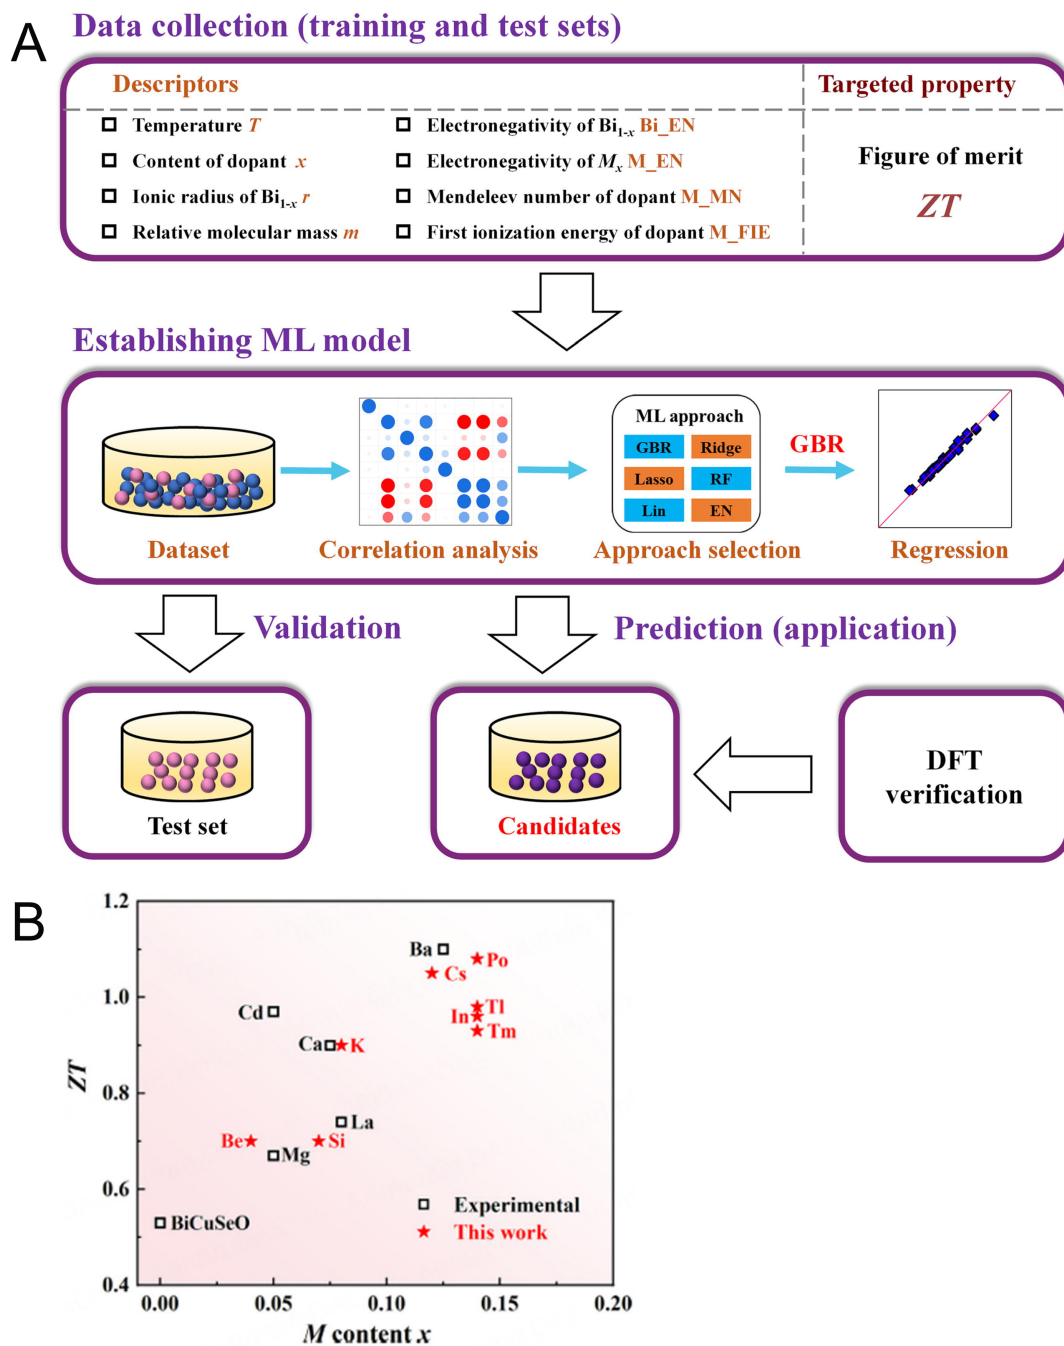 A
Data collection (training and test sets)
Descriptors
Targeted property
Temperature T
Electronegativity of Bi1-x Bi_EN
Content of dopant x
Electronegativity of Mx M_EN
Ionic radius of Bi1-x r
Mendeleev number of dopant M_MN
Relative molecular mass m
First ionization energy of dopant M_FIE
Figure of merit
ZT
Establishing ML model
ML approach
GBR
Ridge
Lasso
RF
Lin
EN
GBR
Dataset
Correlation analysis
Approach selection
Regression
Validation
Prediction (application)
Test set
Candidates
DFT
verification
B
1.2
1.0
0.8
0.6
0.4
ZT
Ba
Po
Cs
Cd
Tl
In
Tm
Ca
K
La
Be
Si
Mg
BiCuSeO
Experimental
This work
0.00
0.05
0.10
0.15
0.20
M content x